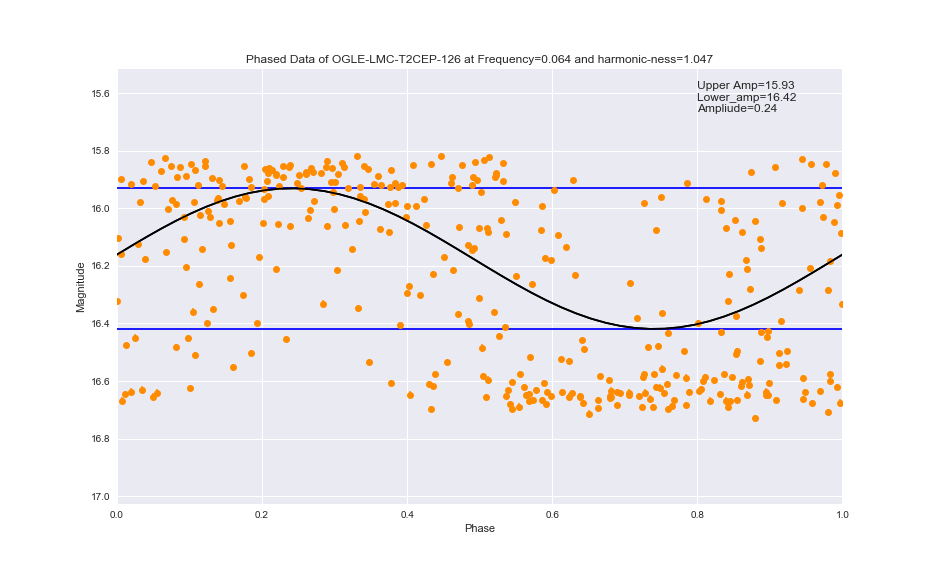 Phased Data of OGLE-LMC-T2CEP-126 at Frequency=0.064 and harmonic-ness=1.047
Upper Amp=15.93
Lower_amp=16.42
Ampliude=0.24
15.6
15.8
16.0
16.2
16.4
16.6
16.8
17.0
Magnitude
0.0
0.2
0.4
0.6
0.8
1.0
Phase